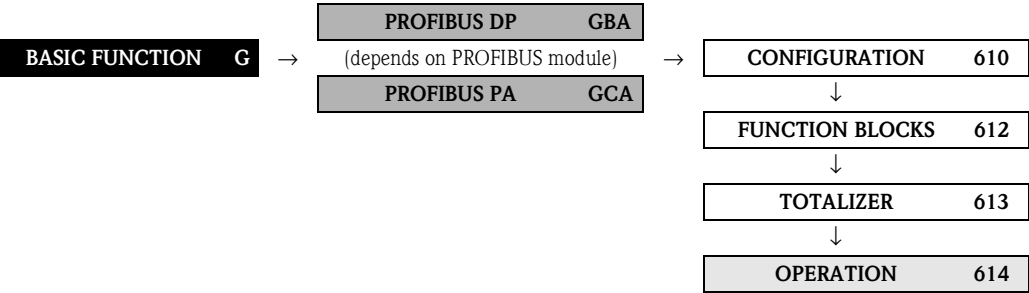 PROFIBUS DP GBA
BASIC FUNCTION G → (depends on PROFIBUS module) → CONFIGURATION 610
PROFIBUS PA GCA
↓
FUNCTION BLOCKS 612
↓
TOTALIZER 613
↓
OPERATION 614